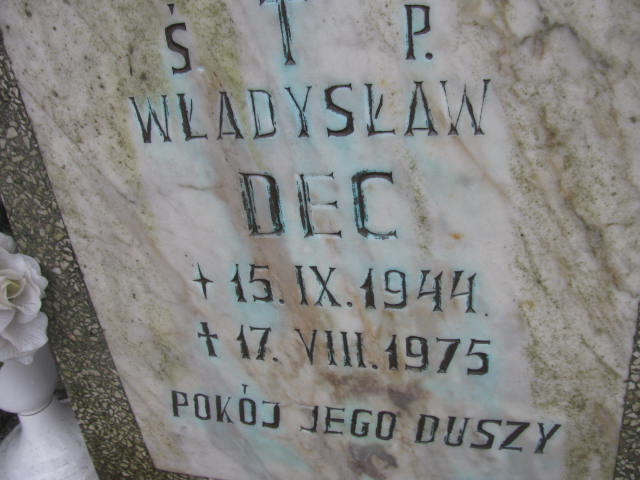 Ś. † P.
WŁADYSŁAW
DEC
+ 15. IX. 1944.
† 17. VIII. 1975
POKÓJ JEGO DUSZY